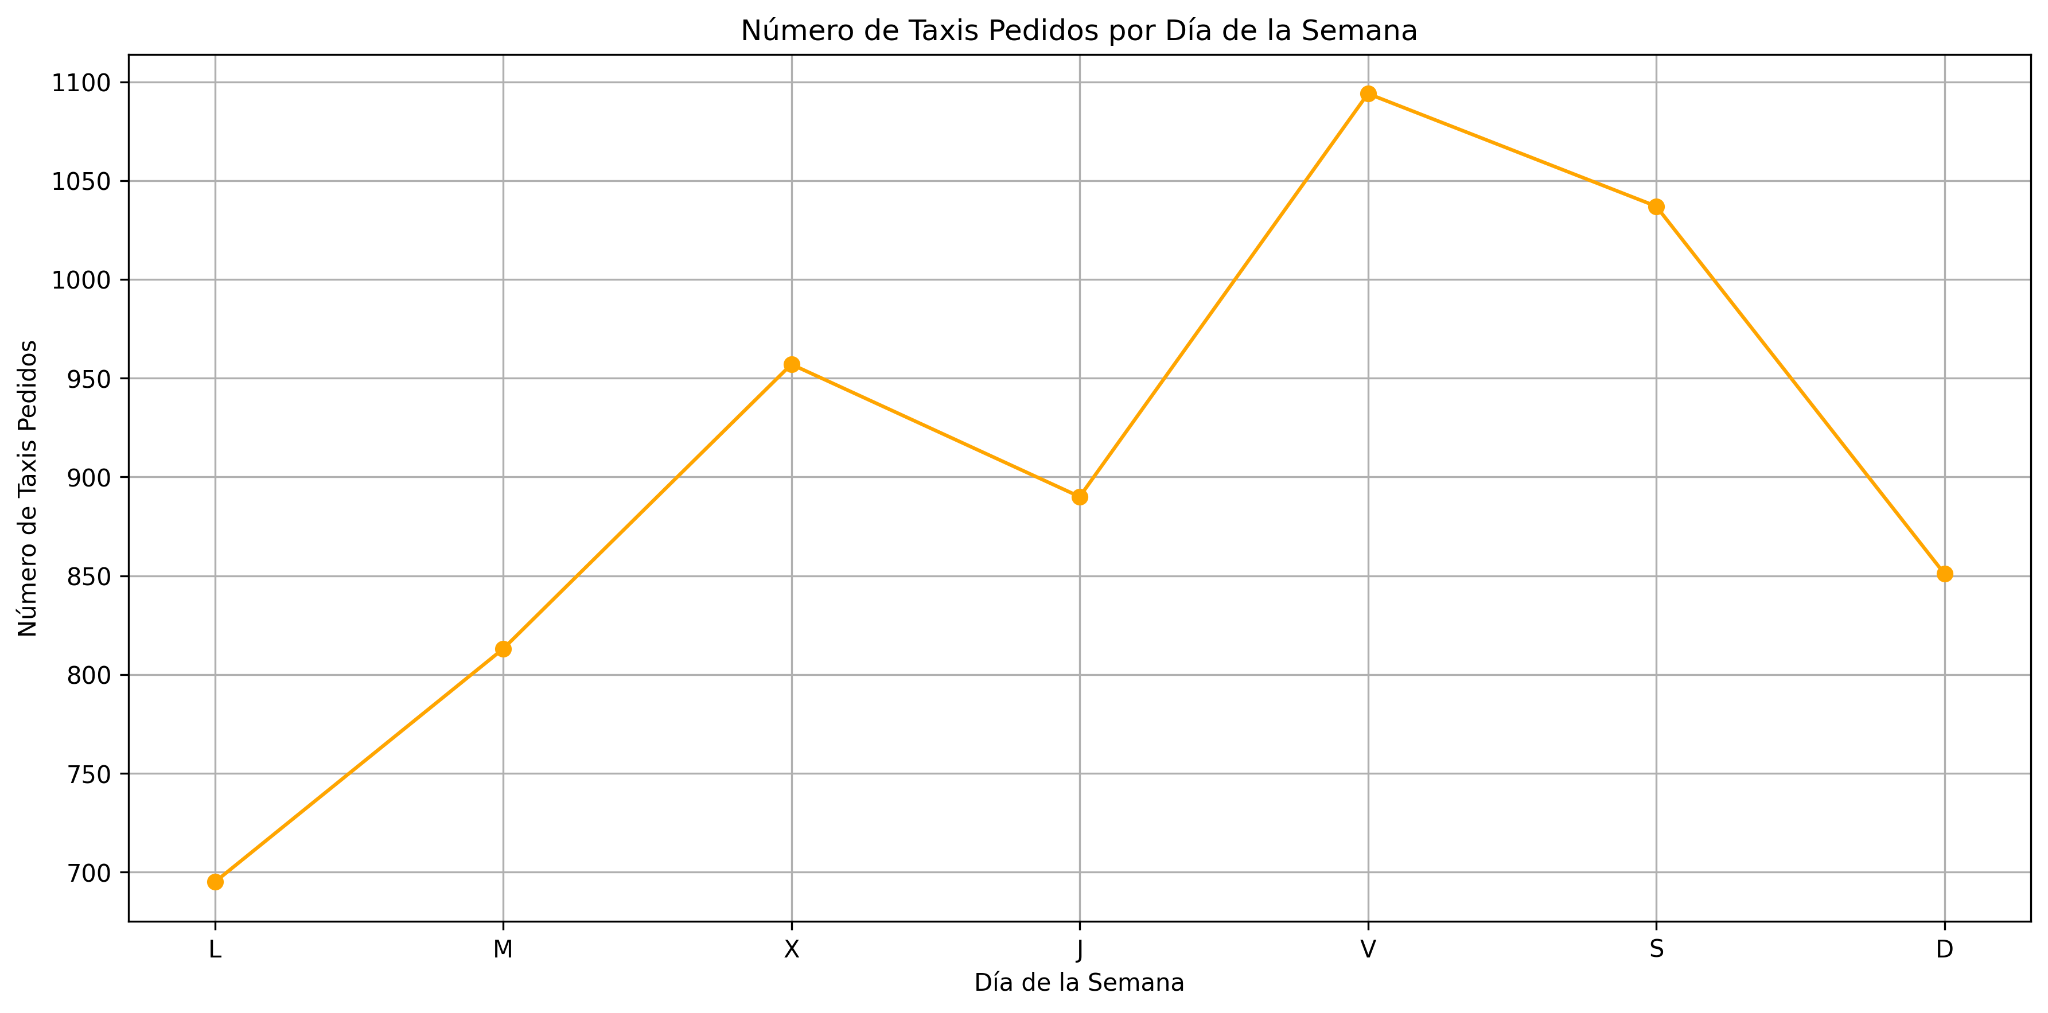 Número de Taxis Pedidos por Día de la Semana
1100
1050
1000
950
900
850
800
750
700
Número de Taxis Pedidos
L M X J V S D
Día de la Semana